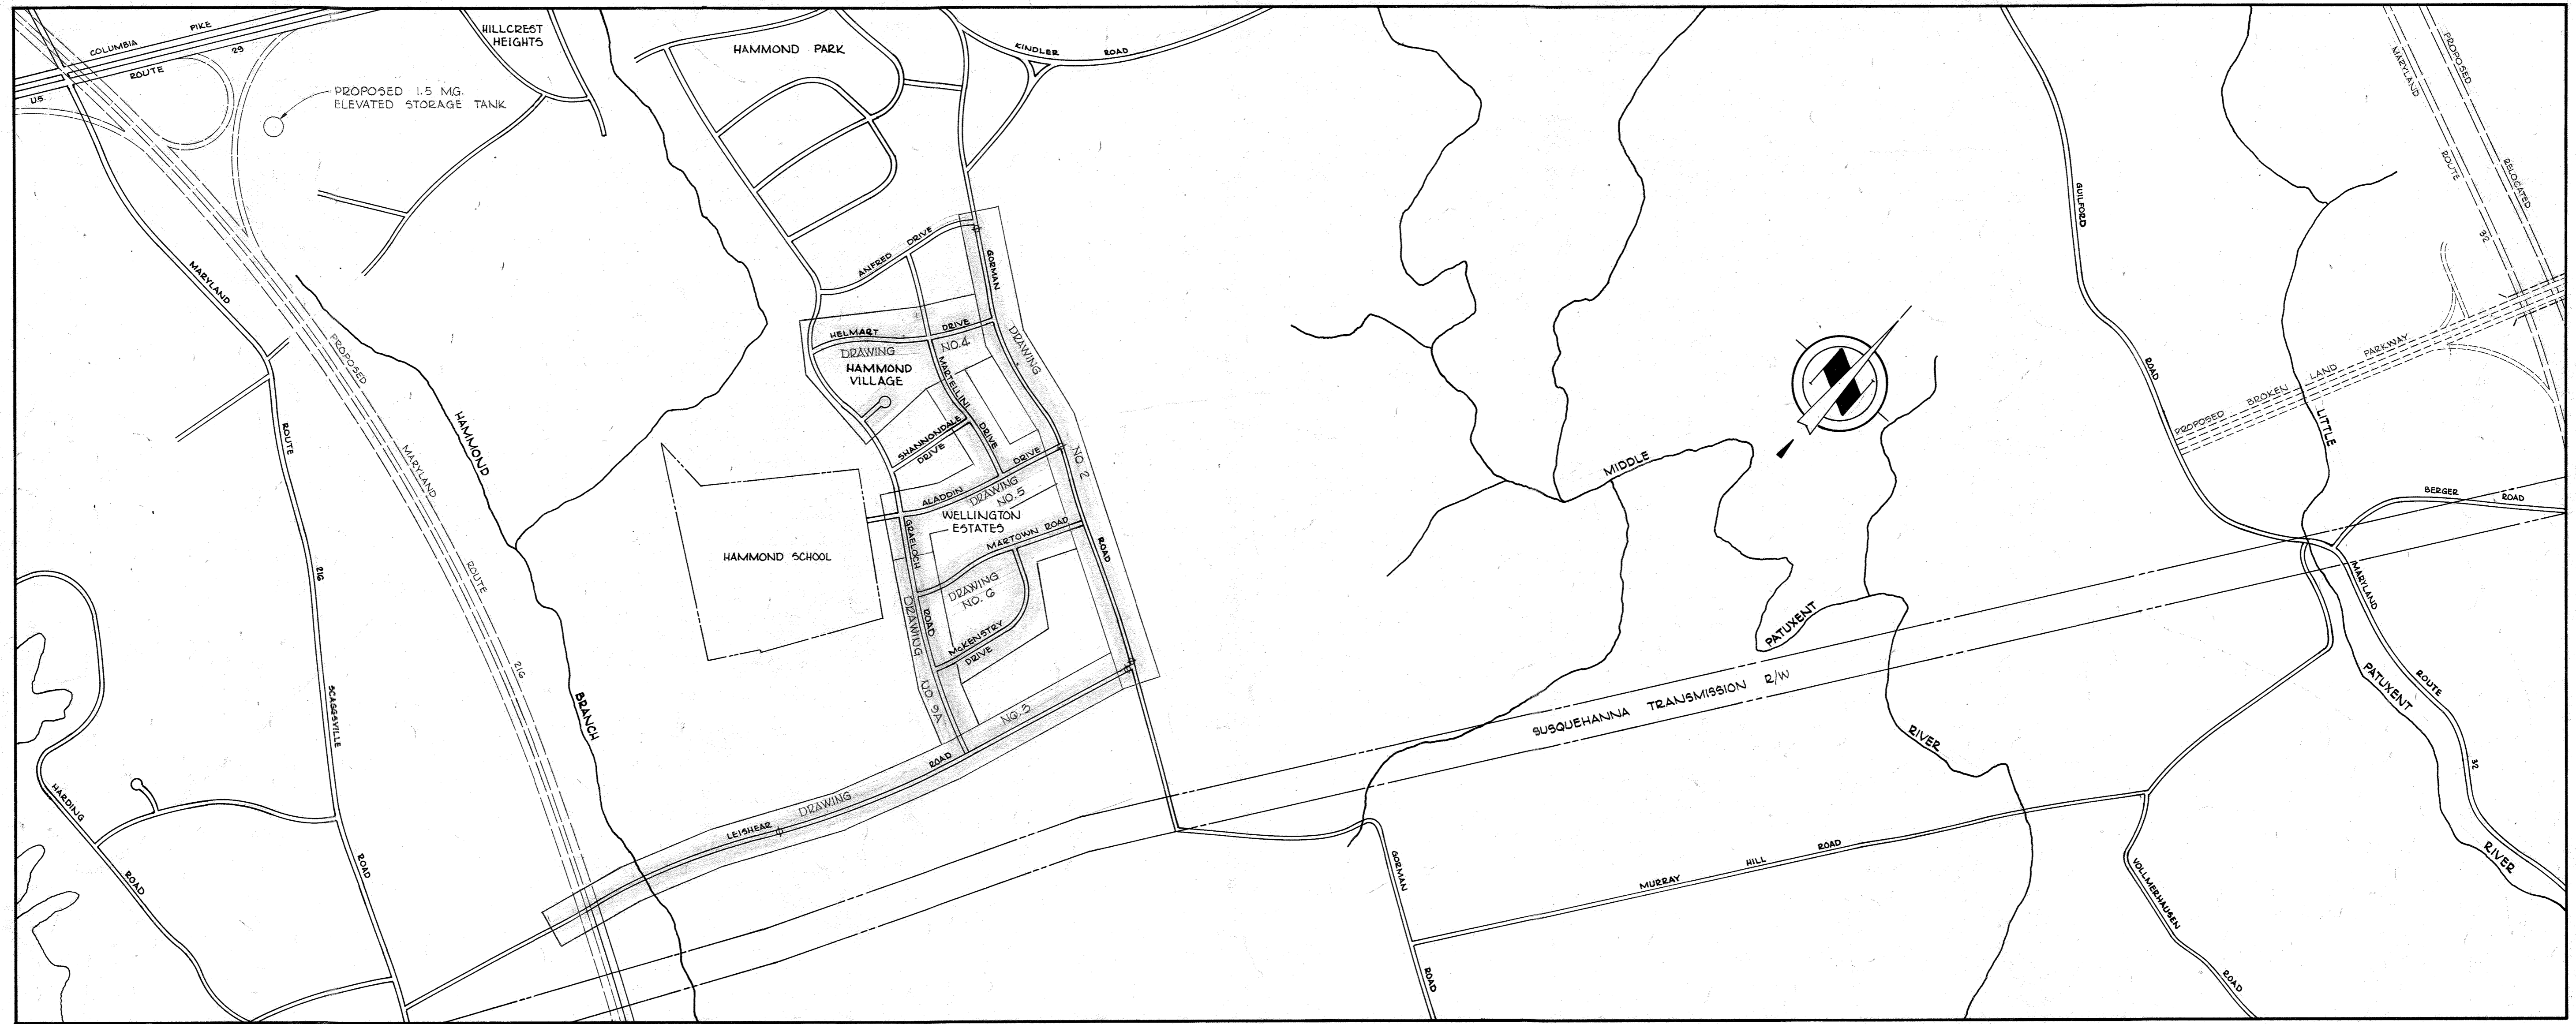 COLUMBIA PIKE
U.S. ROUTE 29
HILLCREST
HEIGHTS
PROPOSED 1.5 MG.
ELEVATED STORAGE TANK
HAMMOND PARK
KINDLER ROAD
MARYLAND ROUTE 216
SCAGGSVILLE ROAD
PROPOSED MARYLAND ROUTE 216
HAMMOND BRANCH
HARDING ROAD
ROAD
ANFRED DRIVE
GORMAN
ROAD
HELMART DRIVE
DRAWING
NO. 4
HAMMOND
VILLAGE
MARTELLINI
DRIVE
SHANNONDALE
DRIVE
DRAWING NO. 2
ALADDIN DRIVE
DRAWING
NO. 5
WELLINGTON
ESTATES
MARTOWN ROAD
GRAELOCH
ROAD
HAMMOND SCHOOL
DRAWING
NO. 6
McKENSTRY
DRIVE
DRAWING NO. 9A
LEISHEAR ROAD
DRAWING NO. 3
MIDDLE
PATUXENT
RIVER
SUSQUEHANNA TRANSMISSION R/W
GORMAN
ROAD
MURRAY HILL ROAD
VOLLMERHAUSEN
ROAD
GUILFORD
ROAD
PROPOSED BROKEN LAND PARKWAY
PROPOSED RELOCATED
MARYLAND ROUTE 32
LITTLE
PATUXENT
RIVER
BERGER ROAD
MARYLAND ROUTE 32